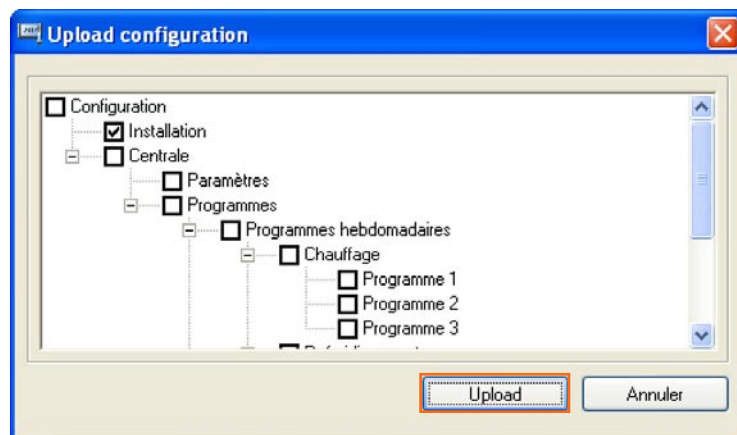 Upload configuration
Configuration
Installation
Centrale
Paramètres
Programmes
Programmes hebdomadaires
Chauffage
Programme 1
Programme 2
Programme 3
Upload Annuler